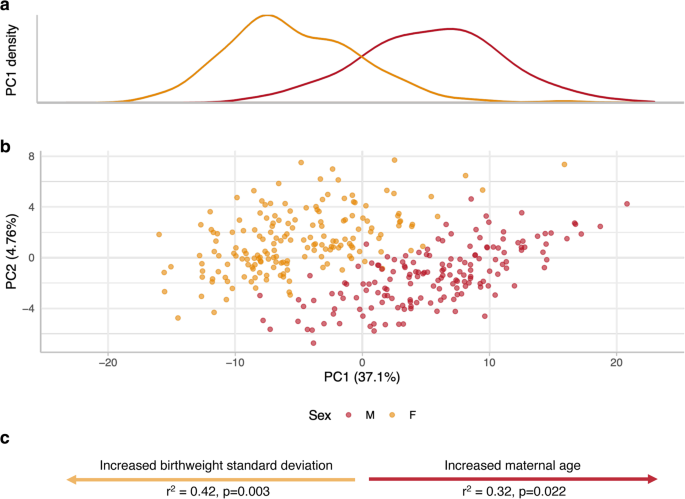 a
PC1 density
b
8
4
0
−4
PC2 (4.76%)
−20
−10
0
10
20
PC1 (37.1%)
Sex M F
c
Increased birthweight standard deviation
r² = 0.42, p=0.003
Increased maternal age
r² = 0.32, p=0.022